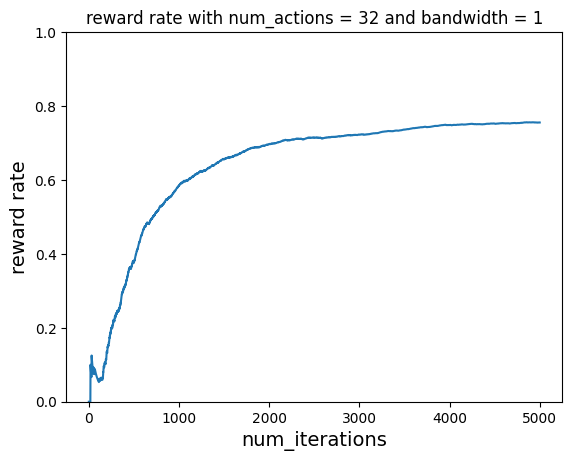 reward rate with num_actions = 32 and bandwidth = 1
1.0
0.8
0.6
0.4
0.2
0.0
reward rate
0 1000 2000 3000 4000 5000
num_iterations